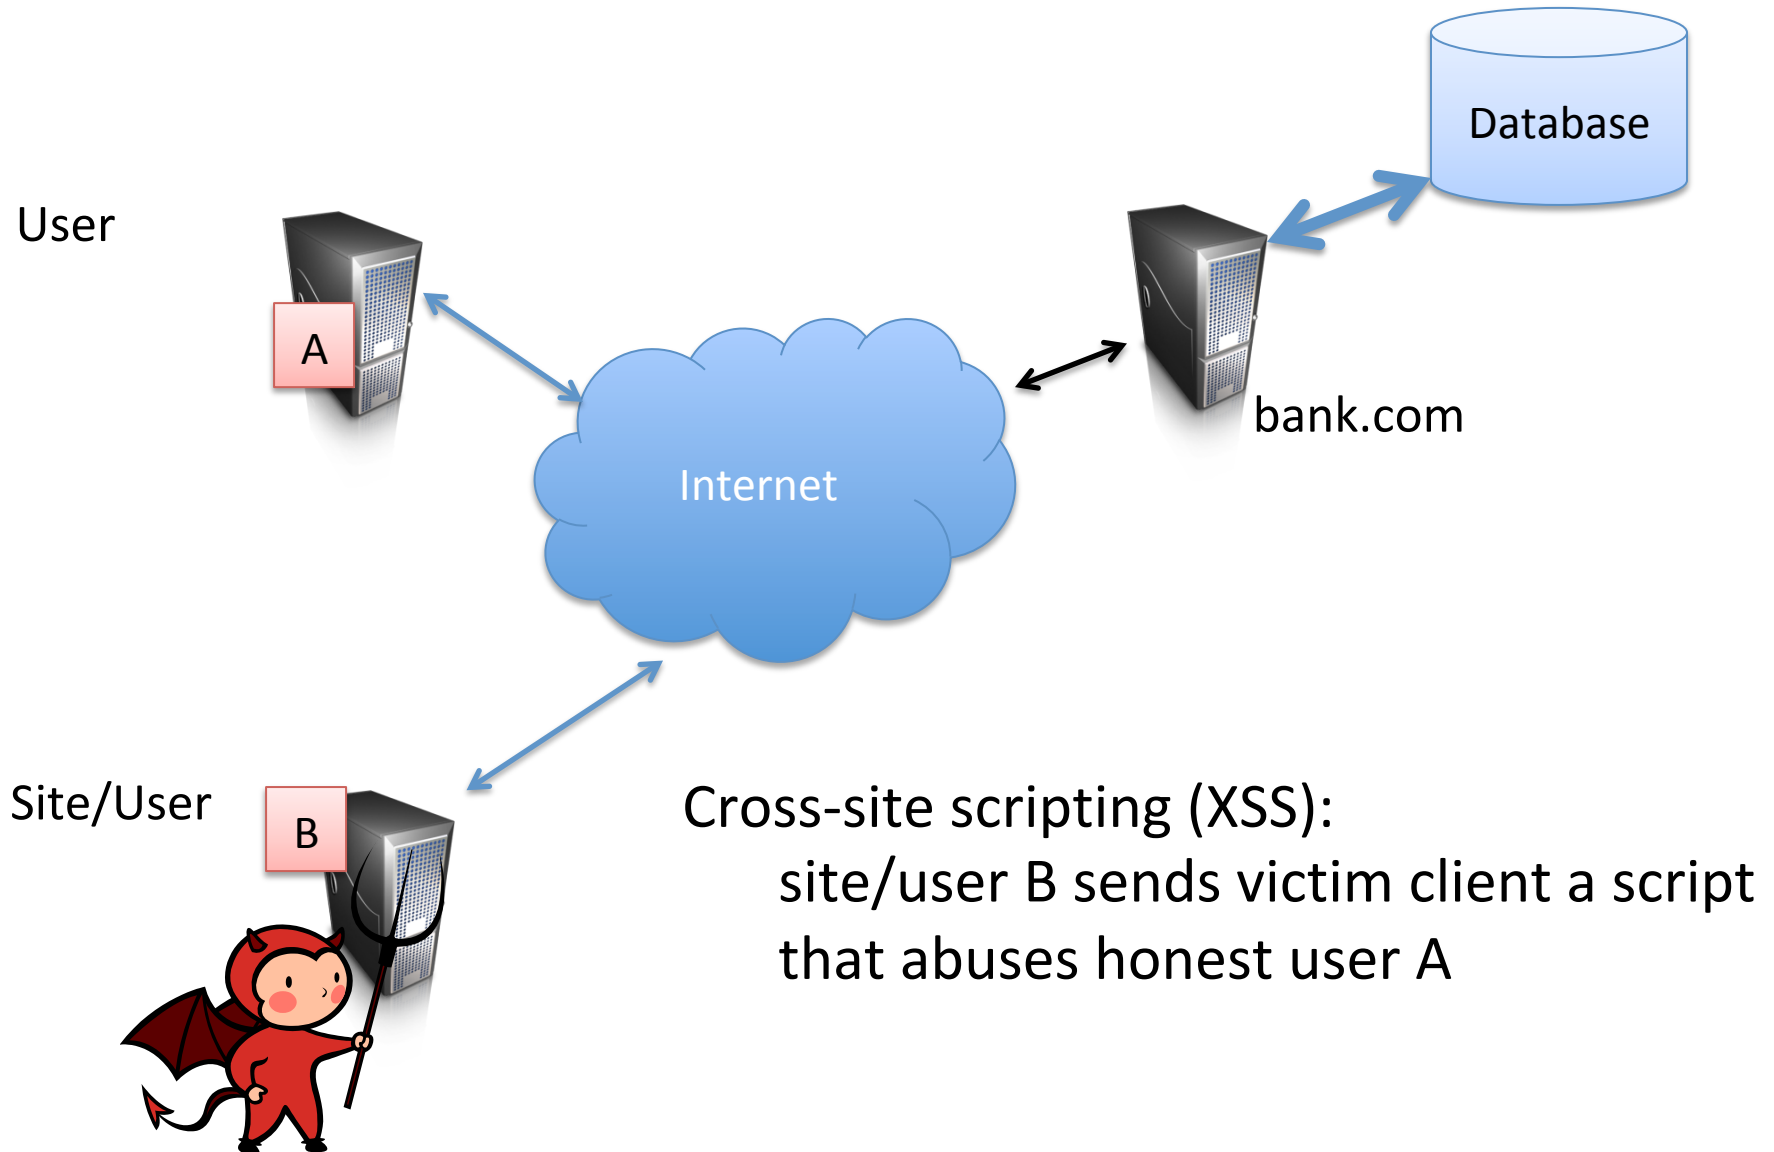 Database
User
A
bank.com
Internet
Site/User
B
Cross-site scripting (XSS):
site/user B sends victim client a script
that abuses honest user A